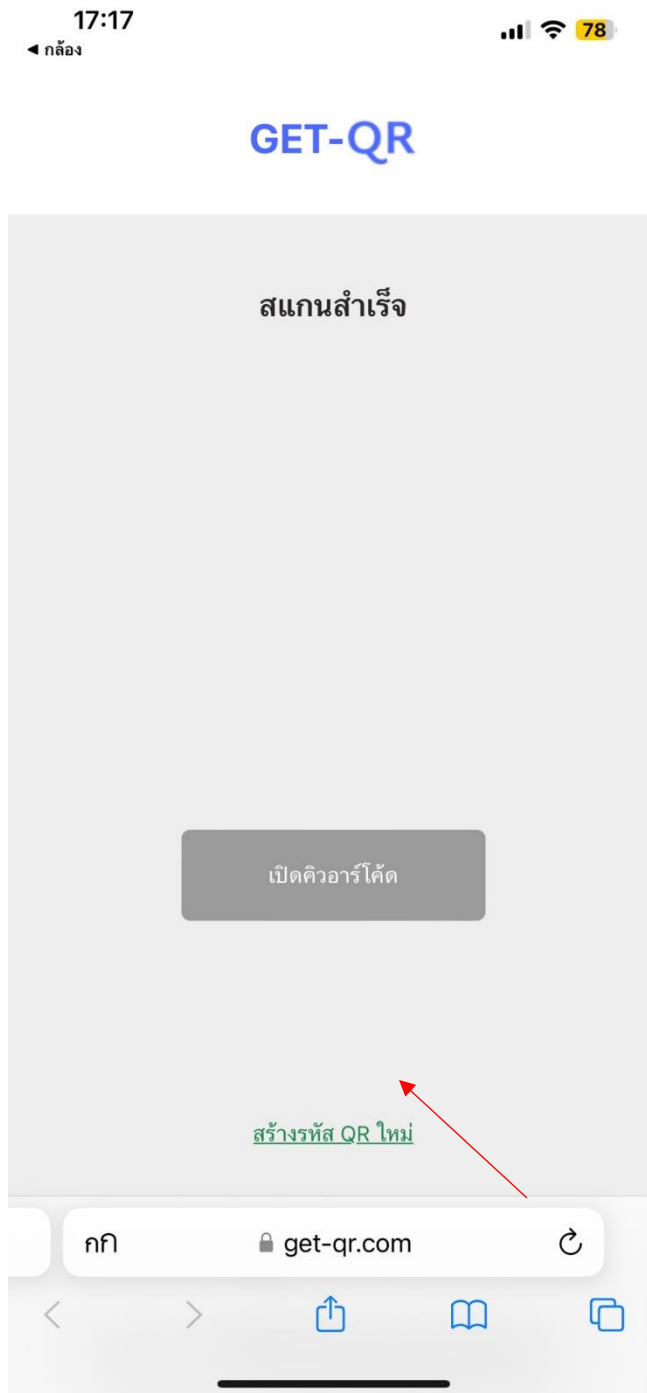 17:17
78
◀ กล้อง
GET-QR
สแกนสำเร็จ
เปิดคิวอาร์โค้ด
สร้างรหัส QR ใหม่
กกิ get-qr.com